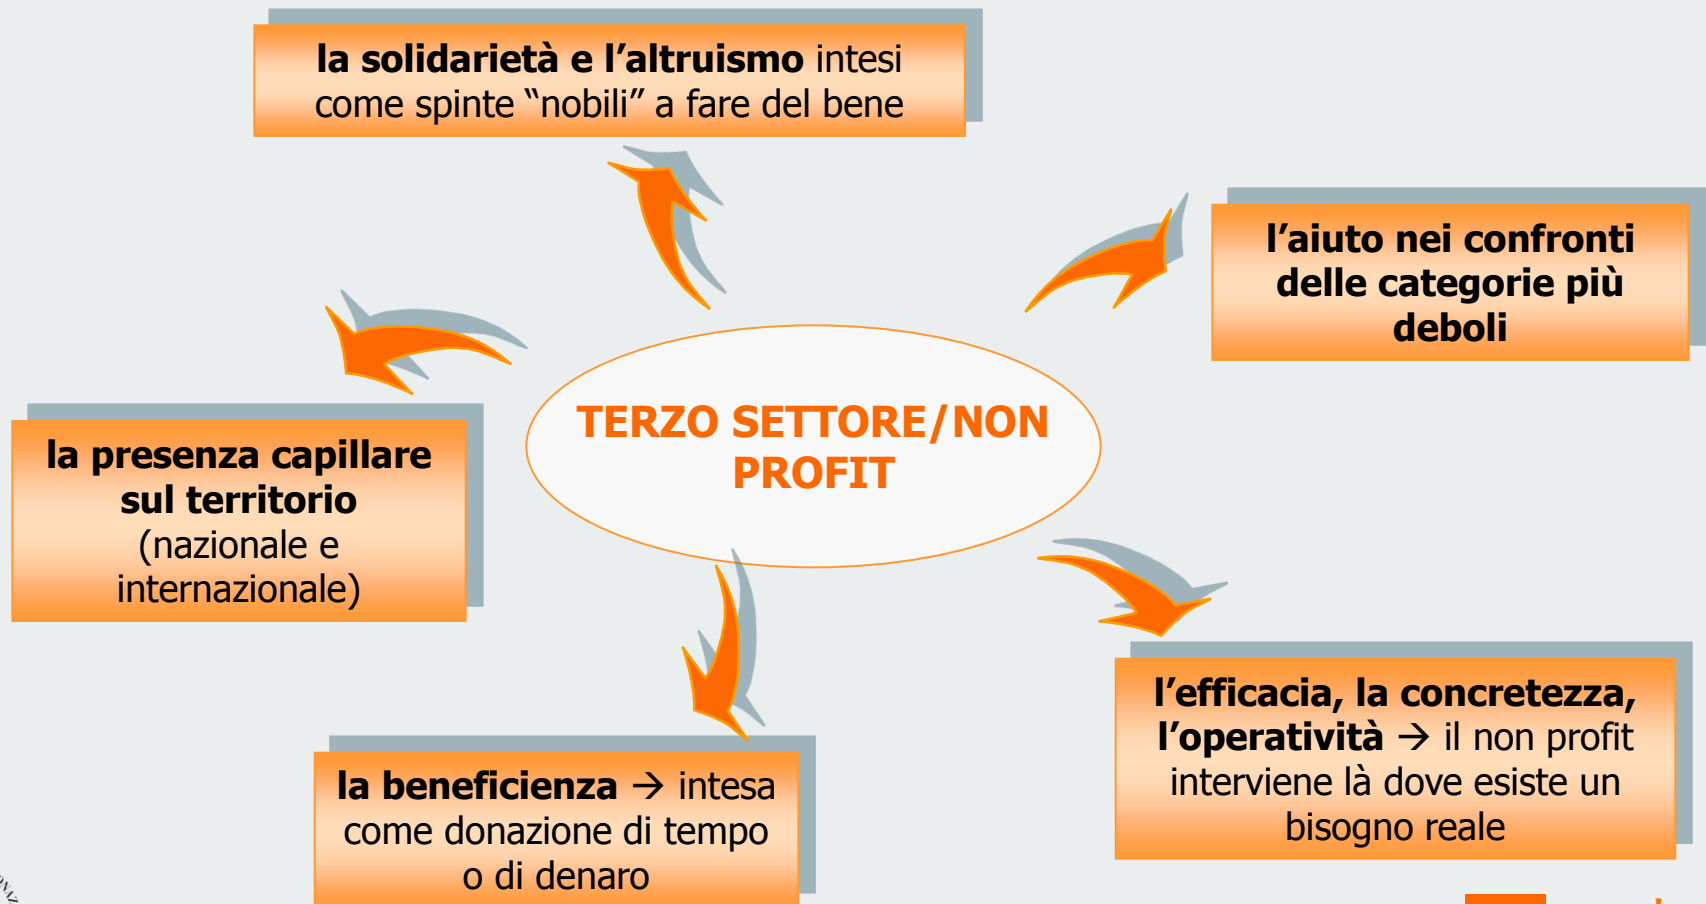 la solidarietà e l’altruismo intesi
come spinte “nobili” a fare del bene
l’aiuto nei confronti
delle categorie più
deboli
TERZO SETTORE/NON
PROFIT
la presenza capillare
sul territorio
(nazionale e
internazionale)
l’efficacia, la concretezza,
l’operatività → il non profit
interviene là dove esiste un
bisogno reale
la beneficienza → intesa
come donazione di tempo
o di denaro